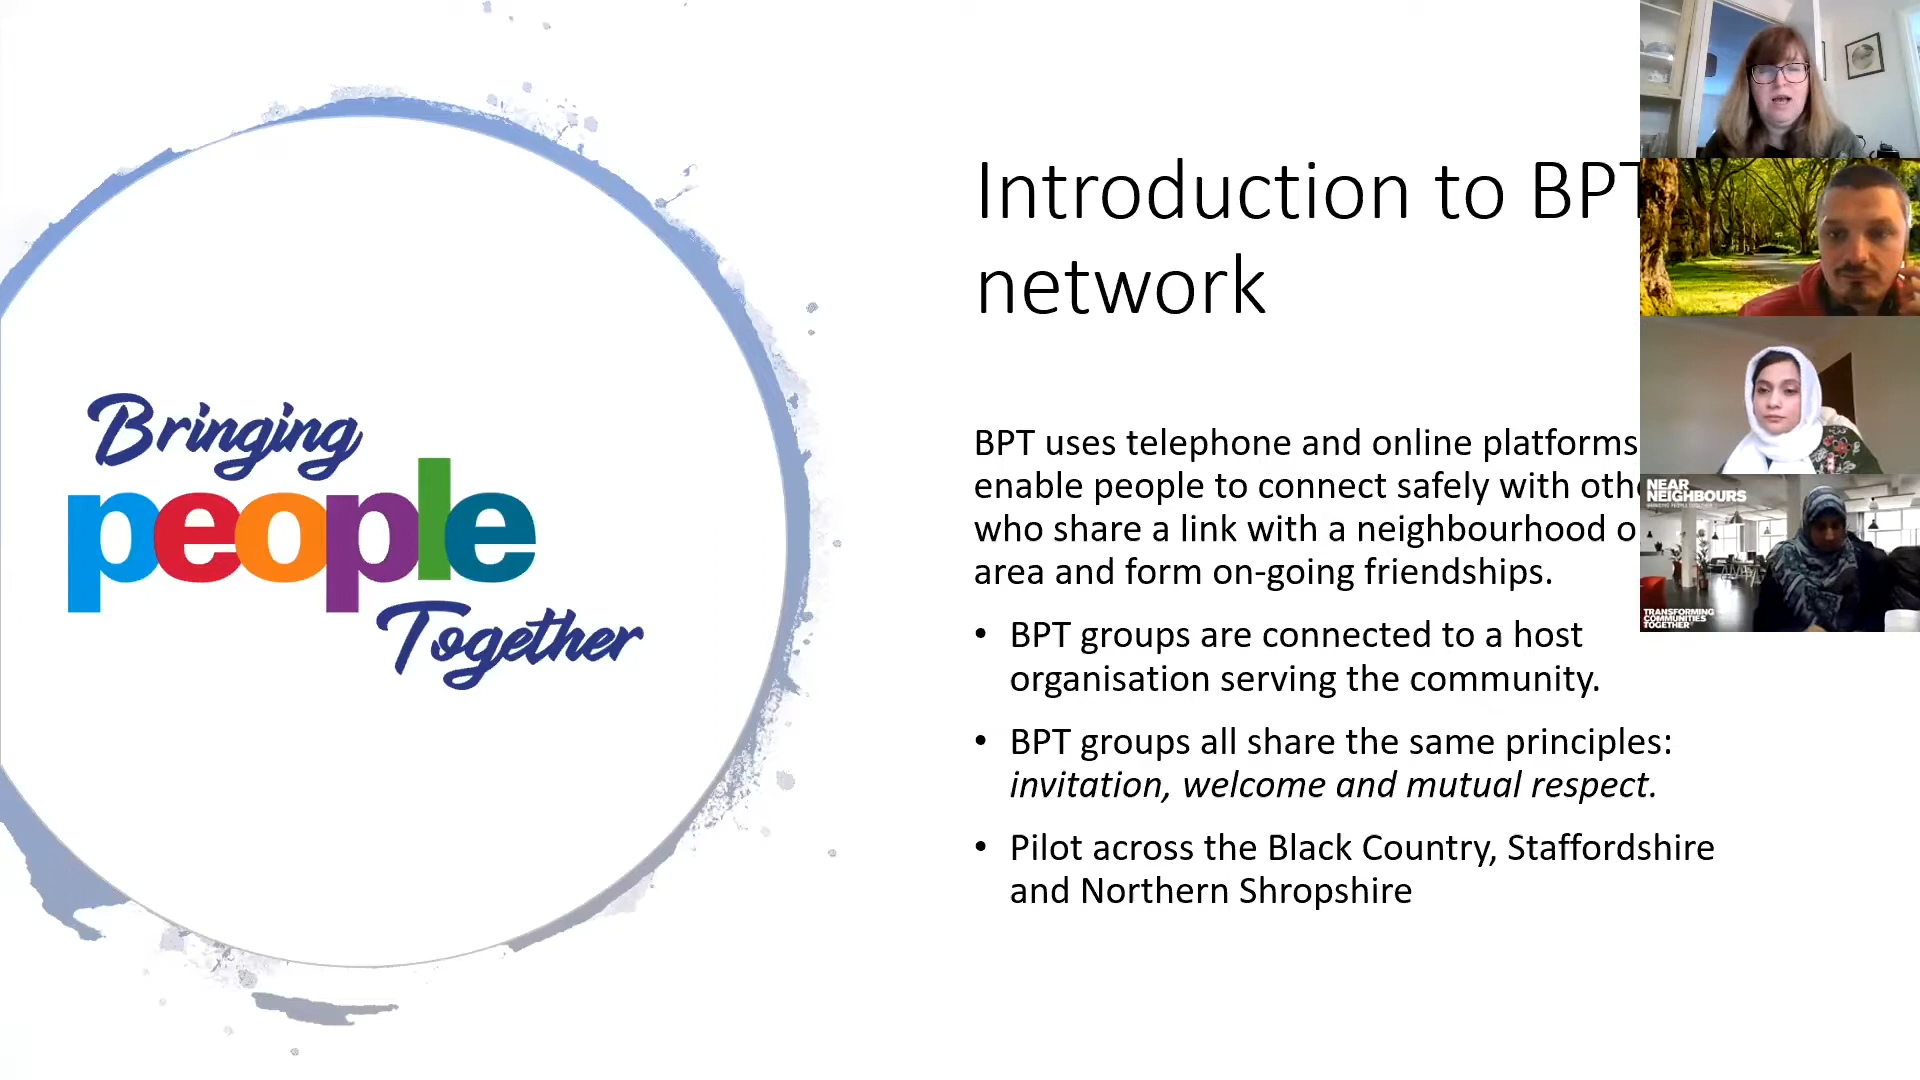 Bringing
people
Together
Introduction to BPT
network
BPT uses telephone and online platforms
enable people to connect safely with
who share a link with a neighbourhood
area and form on-going friendships.
• BPT groups are connected to a host
organisation serving the community.
• BPT groups all share the same principles:
invitation, welcome and mutual respect.
• Pilot across the Black Country, Staffordshire
and Northern Shropshire
NEAR
NEIGHBOURS
TRANSFORMING
COMMUNITIES
TOGETHER